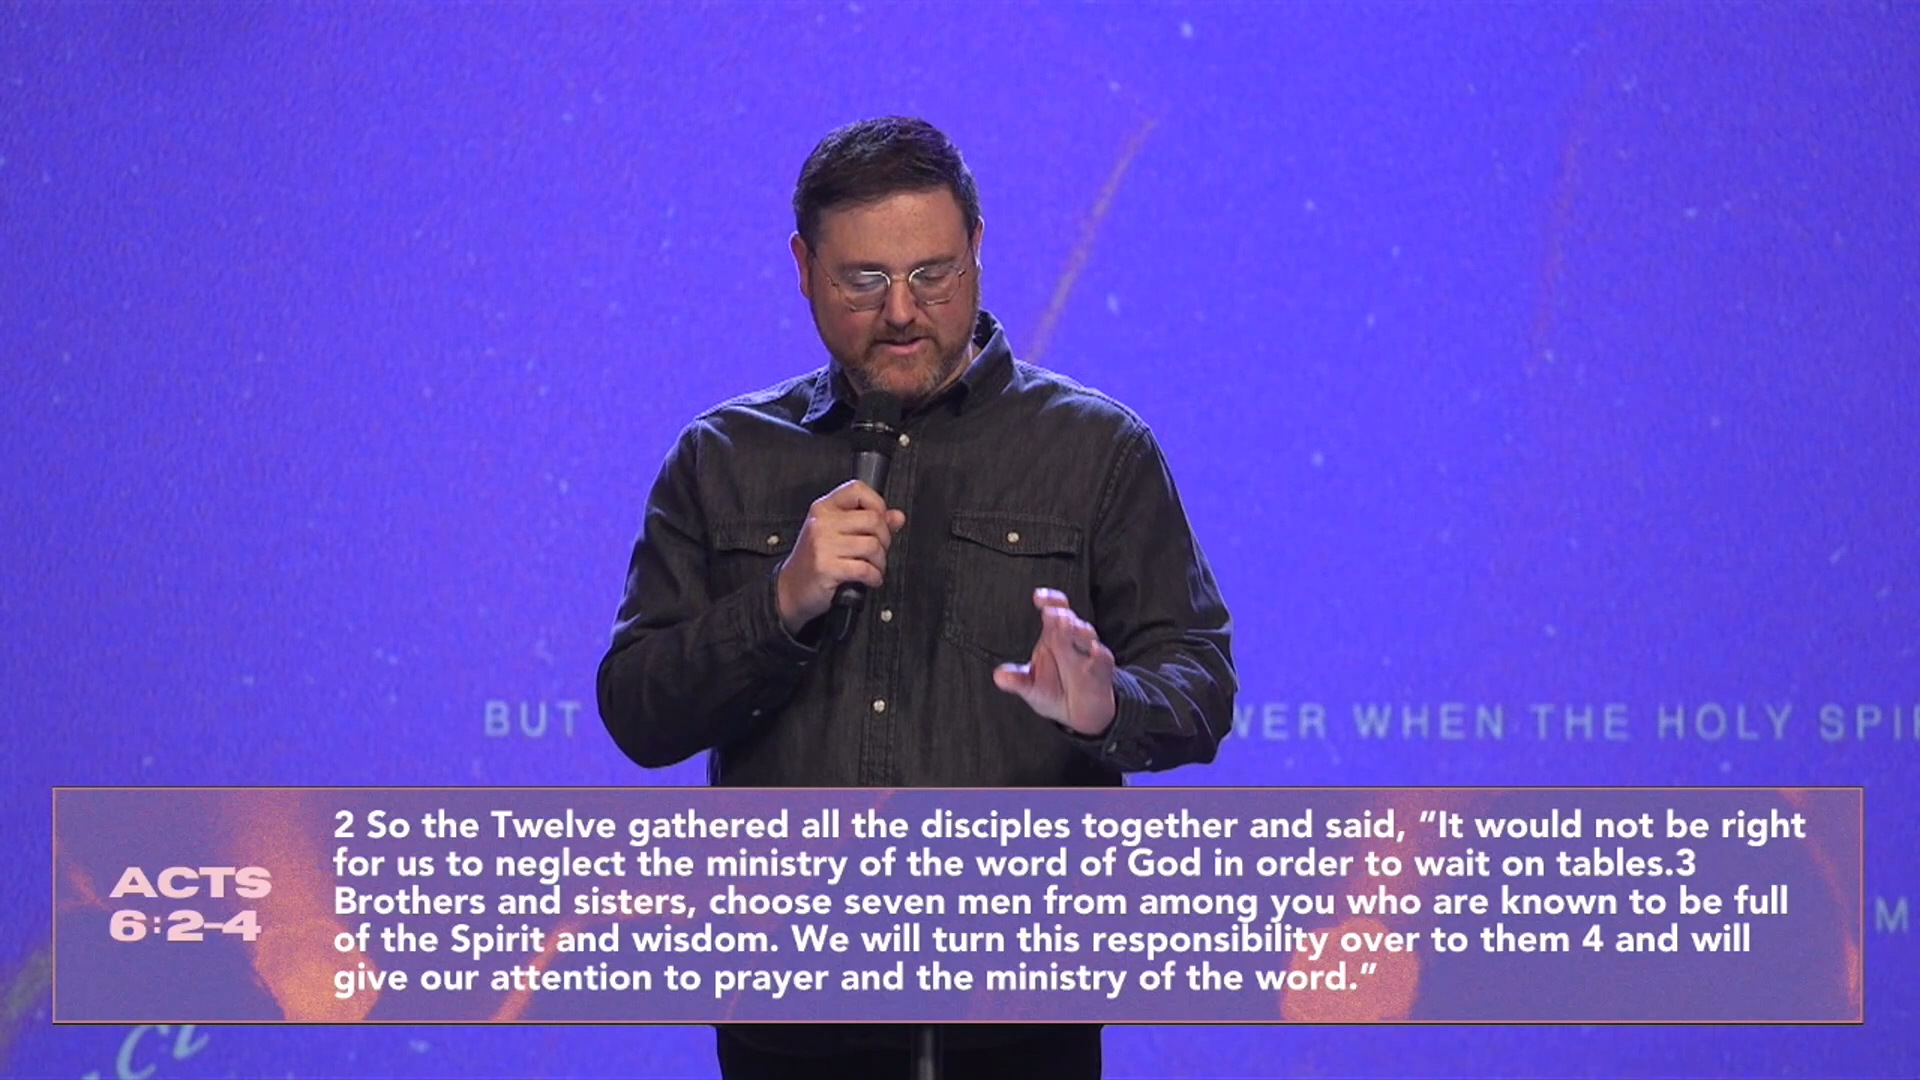 BUT
WER WHEN THE HOLY
ACTS
6:2-4
2 So the Twelve gathered all the disciples together and said, “It would not be right
for us to neglect the ministry of the word of God in order to wait on tables.3
Brothers and sisters, choose seven men from among you who are known to be full
of the Spirit and wisdom. We will turn this responsibility over to them 4 and will
give our attention to prayer and the ministry of the word.”
M